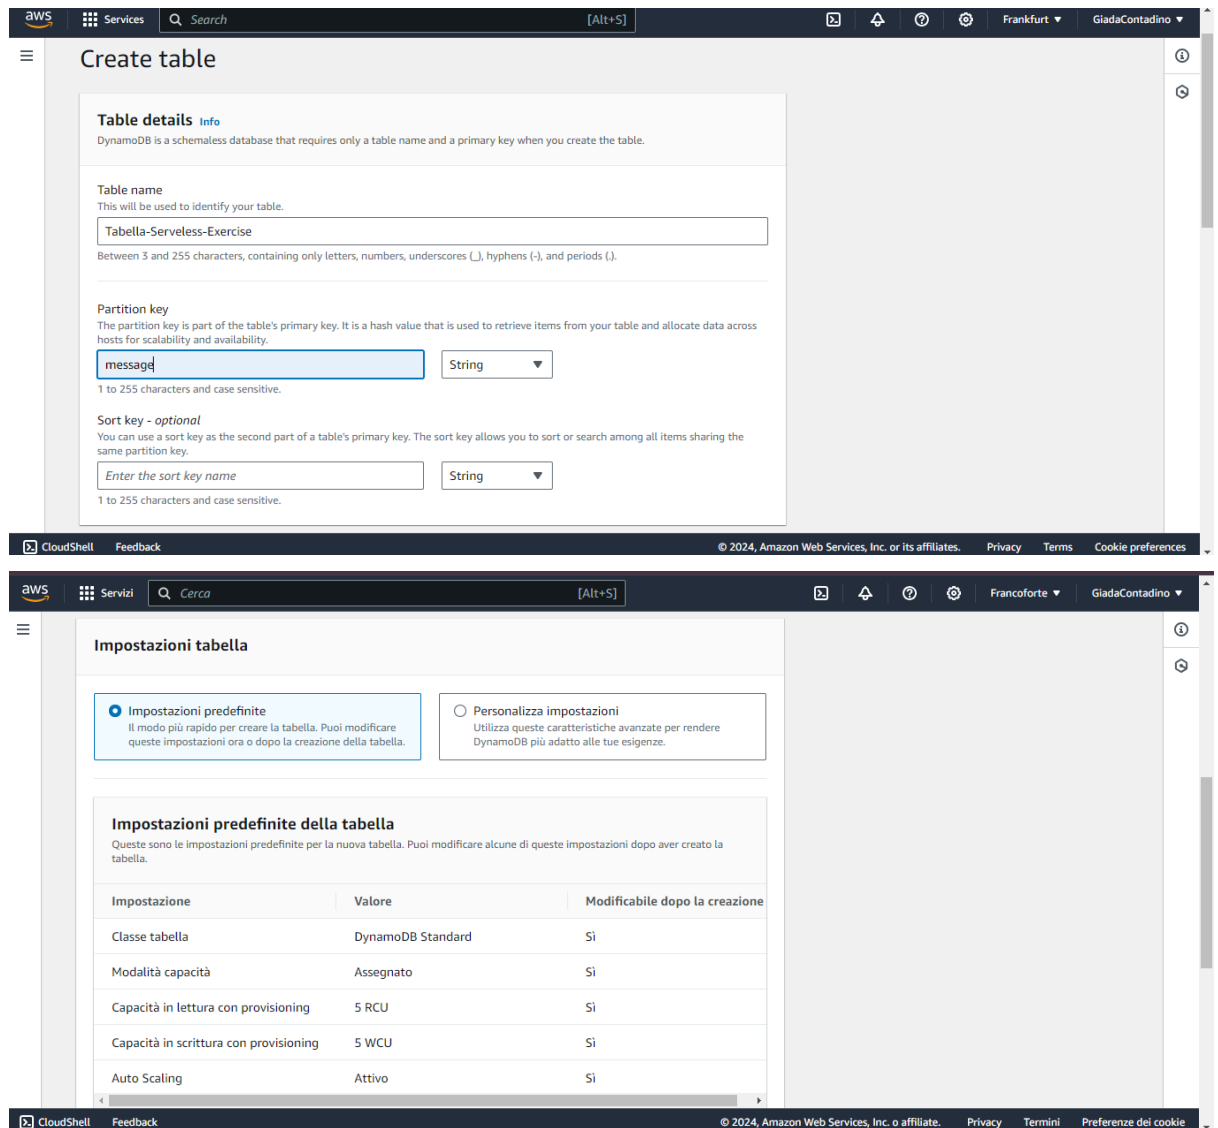 aws
Services
Search
[Alt+S]
Frankfurt ▼
GiadaContadino ▼
Create table
Table details Info
DynamoDB is a schemaless database that requires only a table name and a primary key when you create the table.
Table name
This will be used to identify your table.
Tabella-Serveless-Exercise
Between 3 and 255 characters, containing only letters, numbers, underscores (_), hyphens (-), and periods (.).
Partition key
The partition key is part of the table's primary key. It is a hash value that is used to retrieve items from your table and allocate data across
hosts for scalability and availability.
message
String
1 to 255 characters and case sensitive.
Sort key - optional
You can use a sort key as the second part of a table's primary key. The sort key allows you to sort or search among all items sharing the
same partition key.
Enter the sort key name
String
1 to 255 characters and case sensitive.
CloudShell
Feedback
© 2024, Amazon Web Services, Inc. or its affiliates.
Privacy
Terms
Cookie preferences
aws
Servizi
Cerca
[Alt+S]
Francoforte ▼
GiadaContadino ▼
Impostazioni tabella
Impostazioni predefinite
Il modo più rapido per creare la tabella. Puoi modificare
queste impostazioni ora o dopo la creazione della tabella.
Personalizza impostazioni
Utilizza queste caratteristiche avanzate per rendere
DynamoDB più adatto alle tue esigenze.
Impostazioni predefinite della tabella
Queste sono le impostazioni predefinite per la nuova tabella. Puoi modificare alcune di queste impostazioni dopo aver creato la
tabella.
Impostazione Valore Modificabile dopo la creazione
Classe tabella DynamoDB Standard Sì
Modalità capacità Assegnato Sì
Capacità in lettura con provisioning 5 RCU Sì
Capacità in scrittura con provisioning 5 WCU Sì
Auto Scaling Attivo Sì
CloudShell
Feedback
© 2024, Amazon Web Services, Inc. o affiliate.
Privacy
Termini
Preferenze dei cookie